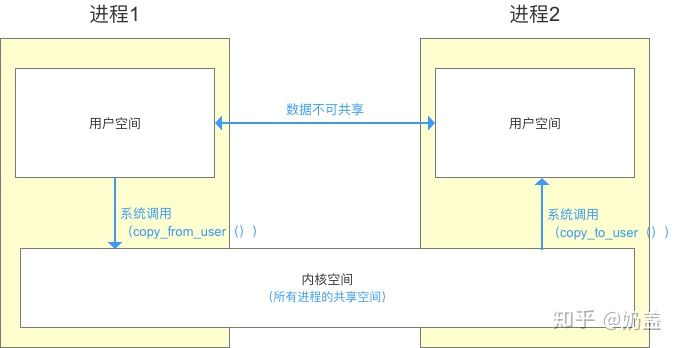 进程1
进程2
用户空间
数据不可共享
用户空间
系统调用
（copy_from_user（））
系统调用
（copy_to_user（））
内核空间
（所有进程的共享空间）
知乎 @奶盖